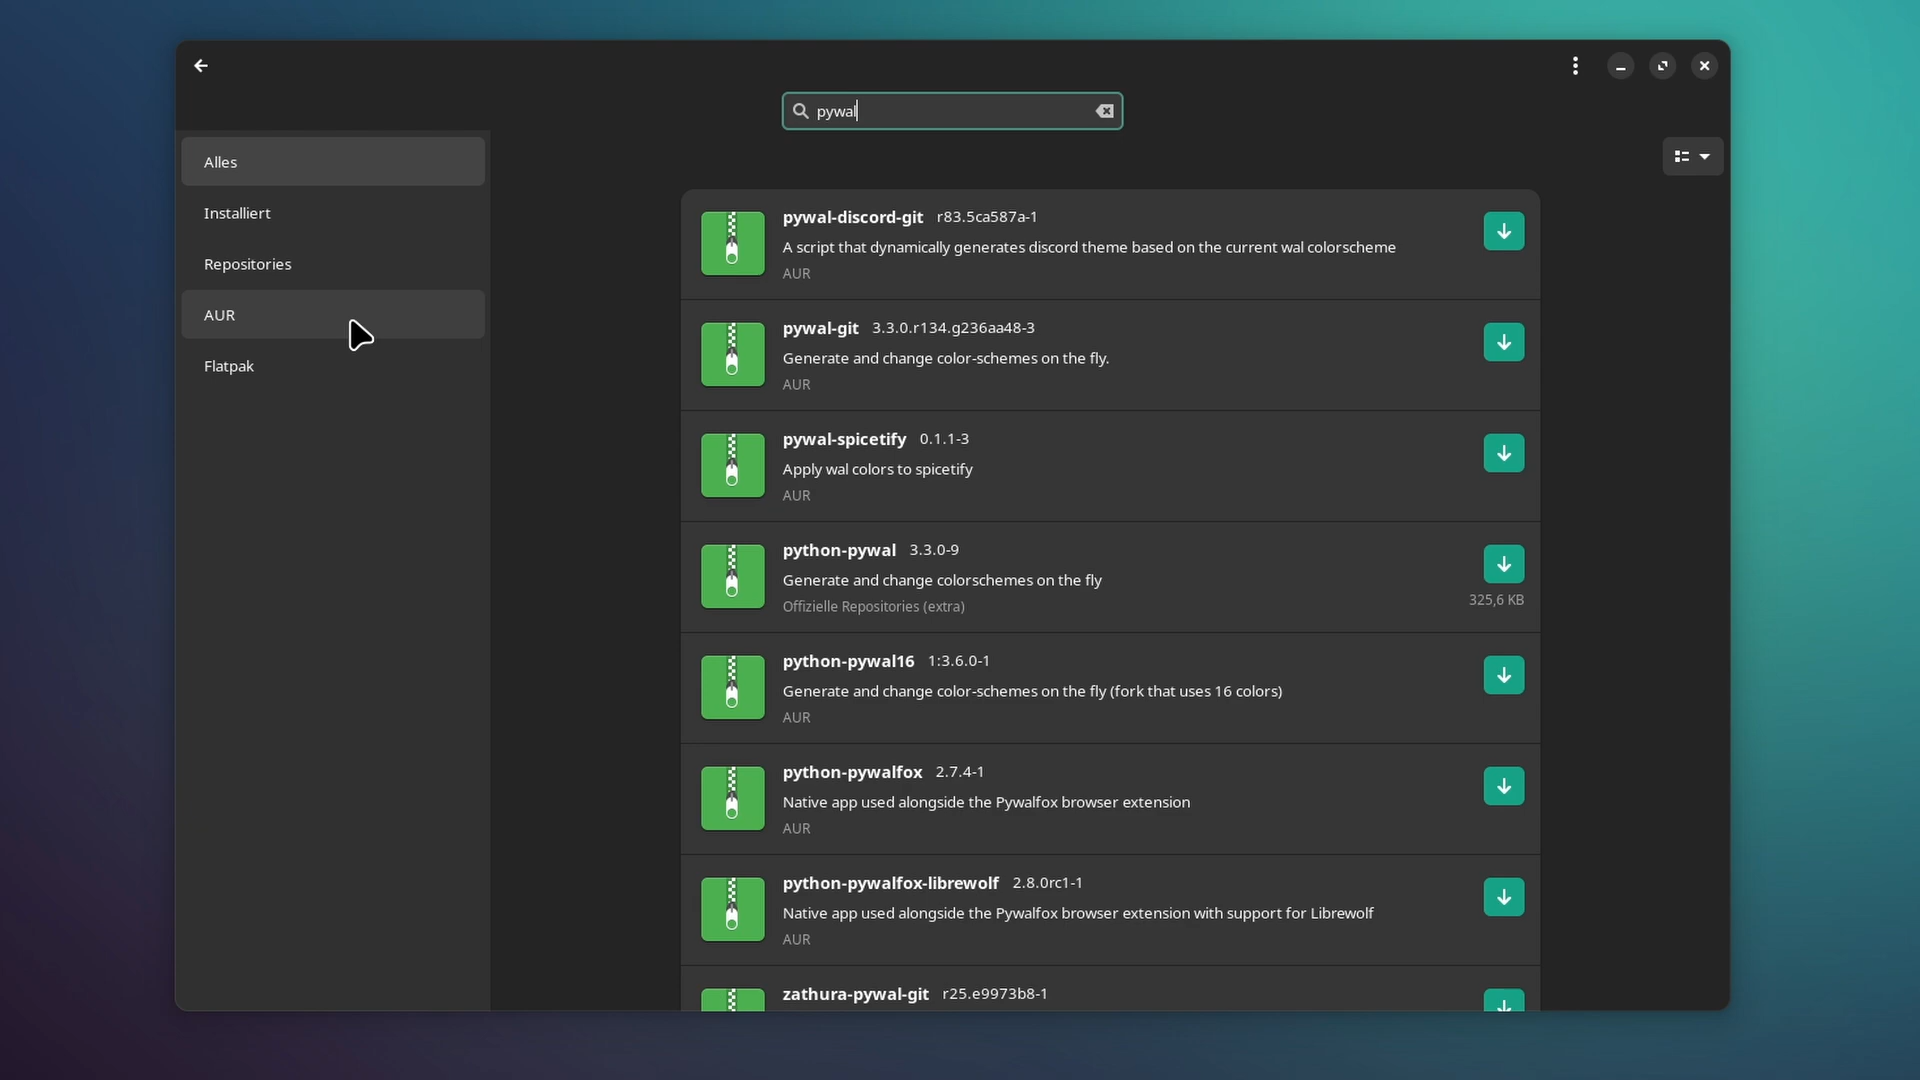 pywal
Alles
Installiert
Repositories
AUR
Flatpak
pywal-discord-git r83.5ca587a-1
A script that dynamically generates discord theme based on the current wal colorscheme
AUR
pywal-git 3.3.0.r134.g236aa48-3
Generate and change color-schemes on the fly.
AUR
pywal-spicetify 0.1.1-3
Apply wal colors to spicetify
AUR
python-pywal 3.3.0-9
Generate and change colorschemes on the fly
Offizielle Repositories (extra)
325,6 KB
python-pywal16 1:3.6.0-1
Generate and change color-schemes on the fly (fork that uses 16 colors)
AUR
python-pywalfox 2.7.4-1
Native app used alongside the Pywalfox browser extension
AUR
python-pywalfox-librewolf 2.8.0rc1-1
Native app used alongside the Pywalfox browser extension with support for Librewolf
AUR
zathura-pywal-git r25.e9973b8-1